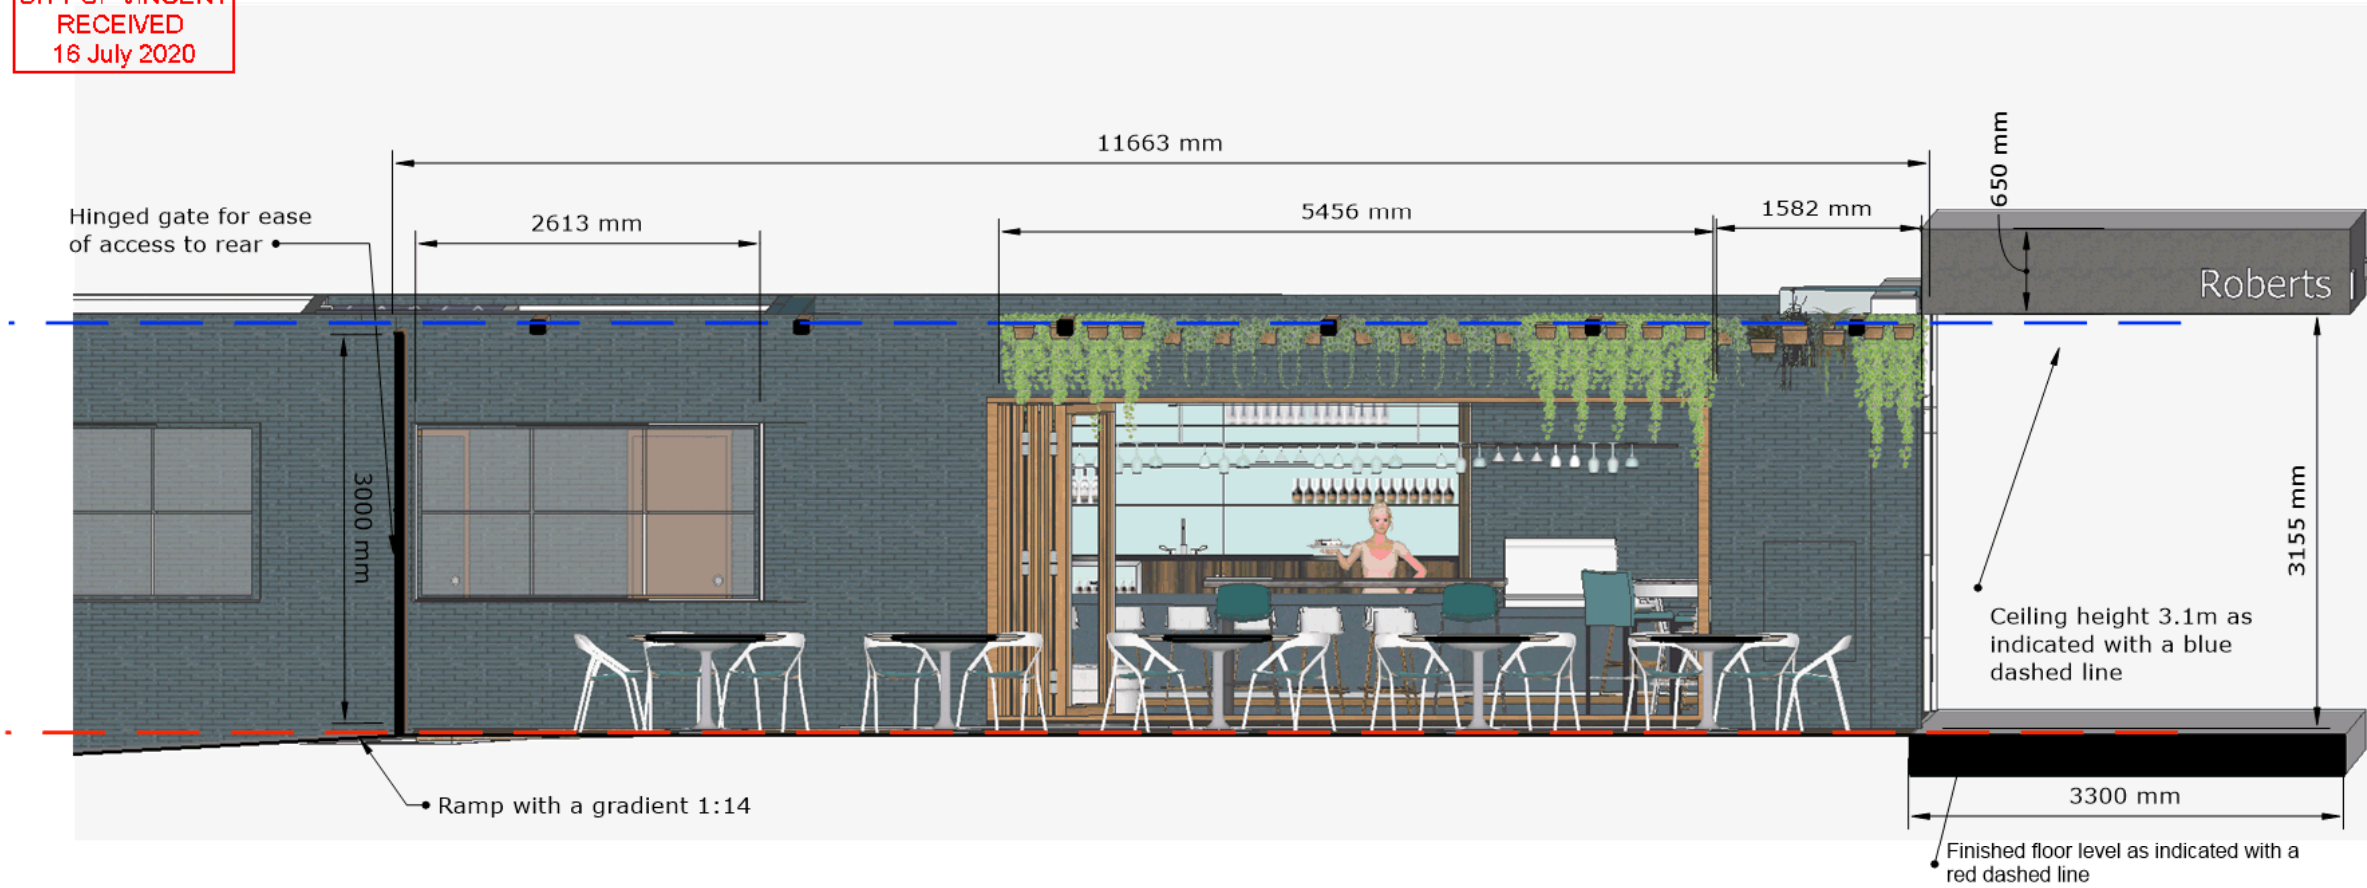 RECEIVED
16 July 2020
11663 mm
650 mm
Hinged gate for ease
of access to rear
2613 mm
5456 mm
1582 mm
Roberts
3000 mm
3155 mm
Ceiling height 3.1m as
indicated with a blue
dashed line
Ramp with a gradient 1:14
3300 mm
Finished floor level as indicated with a
red dashed line